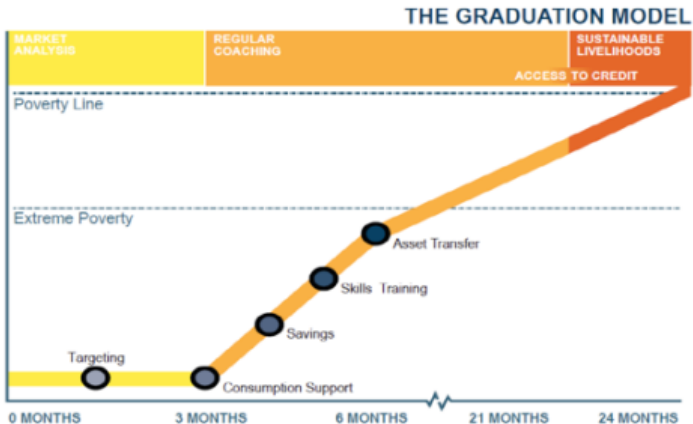 THE GRADUATION MODEL
MARKET
ANALYSIS
REGULAR
COACHING
SUSTAINABLE
LIVELIHOODS
ACCESS TO CREDIT
Poverty Line
Extreme Poverty
Asset Transfer
Skills Training
Savings
Targeting
Consumption Support
0 MONTHS
3 MONTHS
6 MONTHS
21 MONTHS
24 MONTHS